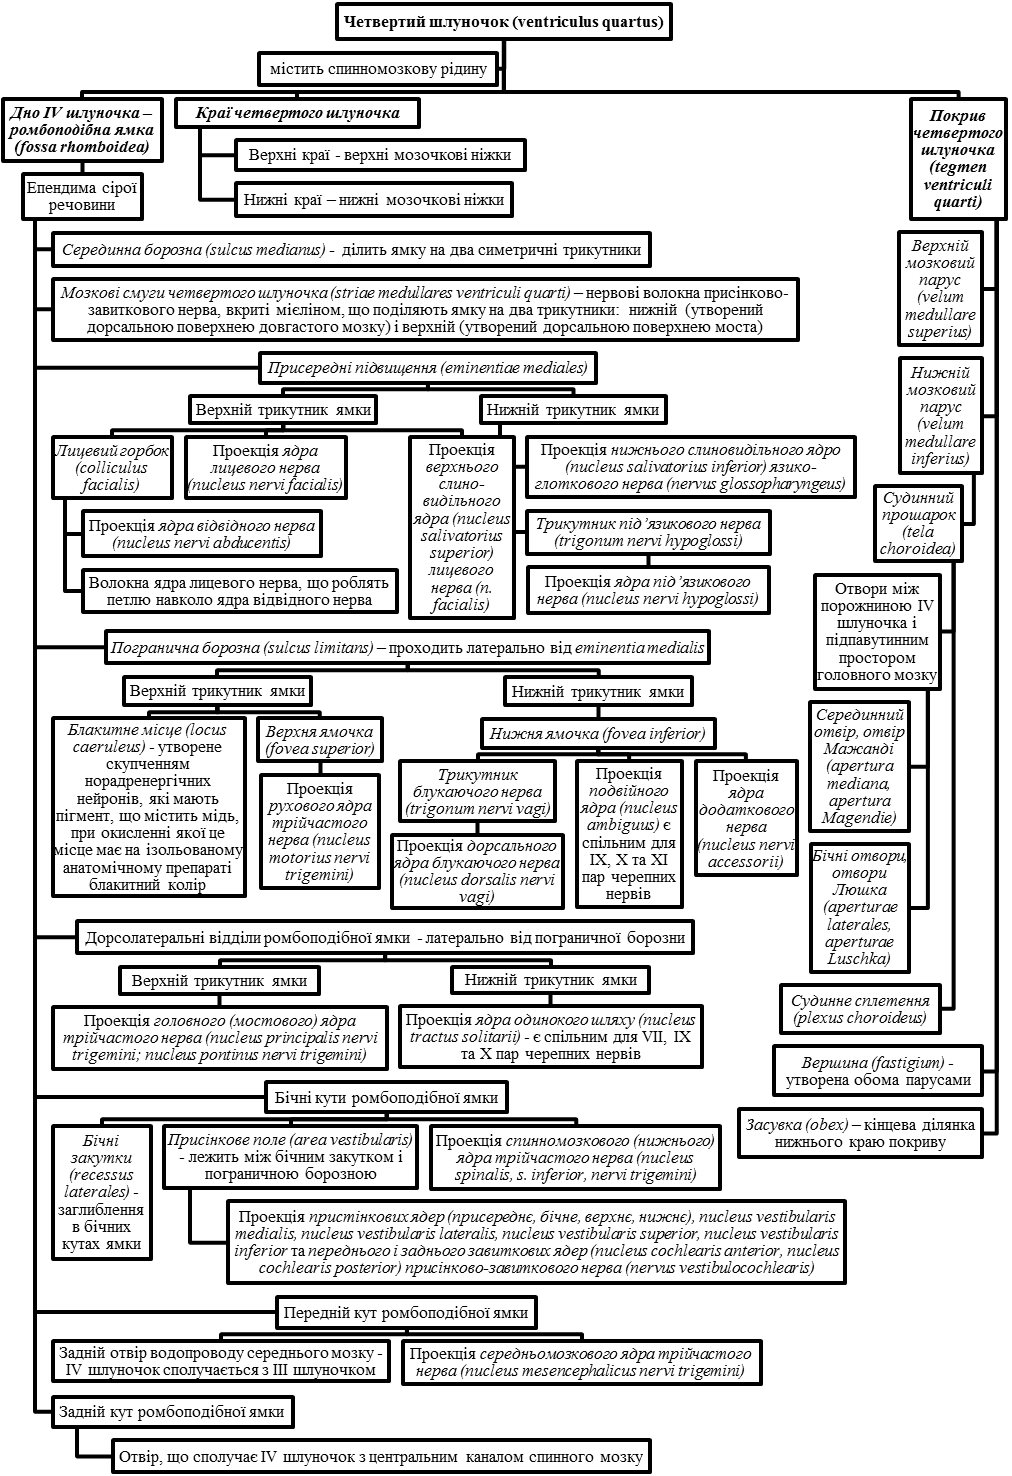 Четвертий шлуночок (ventriculus quartus)
містить спинномозкову рідину
Дно IV шлуночка –
ромбоподібна ямка
(fossa rhomboidea)
Краї четвертого шлуночка
Покрив
четвертого
шлуночка
(tegmen
ventriculi
quarti)
Верхні краї - верхні мозочкові ніжки
Епендима сірої
речовини
Нижні краї – нижні мозочкові ніжки
Серединна борозна (sulcus medianus) - ділить ямку на два симетричні трикутники
Мозкові смуги четвертого шлуночка (striae medullares ventriculi quarti) – нервові волокна присінково-
завиткового нерва, вкриті мієліном, що поділяють ямку на два трикутники: нижній (утворений
дорсальною поверхнею довгастого мозку) і верхній (утворений дорсальною поверхнею моста)
Присередні підвищення (eminentiae mediales)
Верхній трикутник ямки
Нижній трикутник ямки
Лицевий горбок
(colliculus
facialis)
Проекція ядра
лицевого нерва
(nucleus nervi facialis)
Проекція
верхнього
слино-
видільного
ядра (nucleus
salivatorius
superior)
лицевого
нерва (n.
facialis)
Проекція нижнього слиновидільного ядро
(nucleus salivatorius inferior) язико-
глоткового нерва (nervus glossopharyngeus)
Проекція ядра відвідного нерва
(nucleus nervi abducentis)
Трикутник під’язикового нерва
(trigonum nervi hypoglossi)
Волокна ядра лицевого нерва, що роблять
петлю навколо ядра відвідного нерва
Проекція ядра під’язикового
нерва (nucleus nervi hypoglossi)
Погранична борозна (sulcus limitans) – проходить латерально від eminentia medialis
Верхній трикутник ямки
Нижній трикутник ямки
Блакитне місце (locus
caeruleus) - утворене
скупченням
норадренергічних
нейронів, які мають
пігмент, що містить мідь,
при окисленні якої це
місце має на ізольованому
анатомічному препараті
блакитний колір
Верхня ямочка
(fovea superior)
Проекція
рухового ядра
трійчастого
нерва (nucleus
motorius nervi
trigemini)
Нижня ямочка (fovea inferior)
Трикутник
блукаючого нерва
(trigonum nervi vagi)
Проекція дорсального
ядра блукаючого нерва
(nucleus dorsalis nervi
vagi)
Проекція
подвійного
ядра (nucleus
ambiguus) є
спільним для
IX, X та XI
пар черепних
нервів
Проекція
ядра
додаткового
нерва
(nucleus nervi
accessorii)
Дорсолатеральні відділи ромбоподібної ямки - латерально від пограничної борозни
Верхній трикутник ямки
Нижній трикутник ямки
Проекція головного (мостового) ядра
трійчастого нерва (nucleus principalis nervi
trigemini; nucleus pontinus nervi trigemini)
Проекція ядра одинокого шляху (nucleus
tractus solitarii) - є спільним для VII, IX
та X пар черепних нервів
Бічні кути ромбоподібної ямки
Бічні
закутки
(recessus
laterales) -
заглиблення
в бічних
кутах ямки
Присінкове поле (area vestibularis)
- лежить між бічним закутком і
пограничною борозною
Проекція спинномозкового (нижнього)
ядра трійчастого нерва (nucleus
spinalis, s. inferior, nervi trigemini)
Проекція пристінкових ядер (присереднє, бічне, верхнє, нижнє), nucleus vestibularis
medialis, nucleus vestibularis lateralis, nucleus vestibularis superior, nucleus vestibularis
inferior та переднього і заднього завиткових ядер (nucleus cochlearis anterior, nucleus
cochlearis posterior) присінково-завиткового нерва (nervus vestibulocochlearis)
Передній кут ромбоподібної ямки
Задній отвір водопроводу середнього мозку -
IV шлуночок сполучається з III шлуночком
Проекція середньомозкового ядра трійчастого
нерва (nucleus mesencephalicus nervi trigemini)
Задній кут ромбоподібної ямки
Отвір, що сполучає IV шлуночок з центральним каналом спинного мозку
Верхній
мозковий
парус
(velum
medullare
superius)
Нижній
мозковий
парус
(velum
medullare
inferius)
Судинний
прошарок
(tela
choroidea)
Отвори між
порожниною IV
шлуночка і
підпавутинним
простором
головного мозку
Серединний
отвір, отвір
Мажанді
(apertura
mediana,
apertura
Magendie)
Бічні отвори,
отвори
Люшка
(aperturae
laterales,
aperturae
Luschka)
Судинне сплетення
(plexus choroideus)
Вершина (fastigium) -
утворена обома парусами
Засувка (obex) – кінцева ділянка
нижнього краю покриву